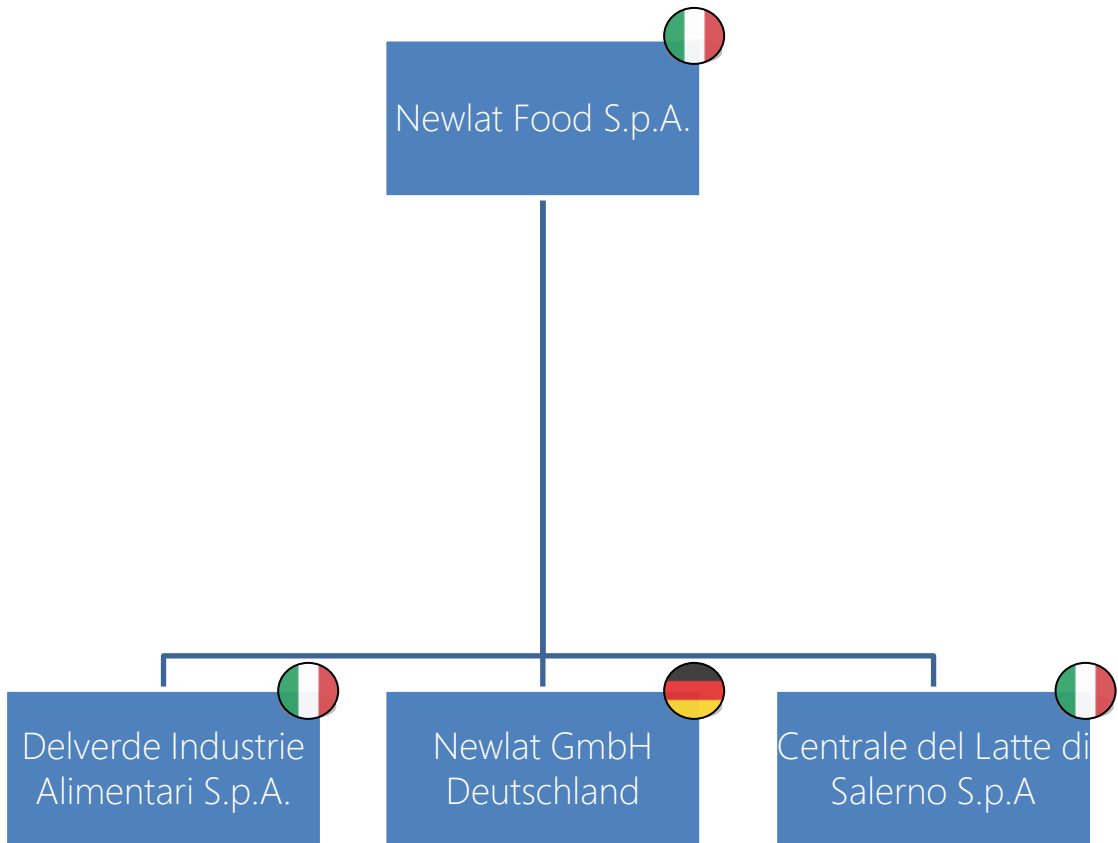 Newlat Food S.p.A.
Delverde Industrie
Alimentari S.p.A.
Newlat GmbH
Deutschland
Centrale del Latte di
Salerno S.p.A